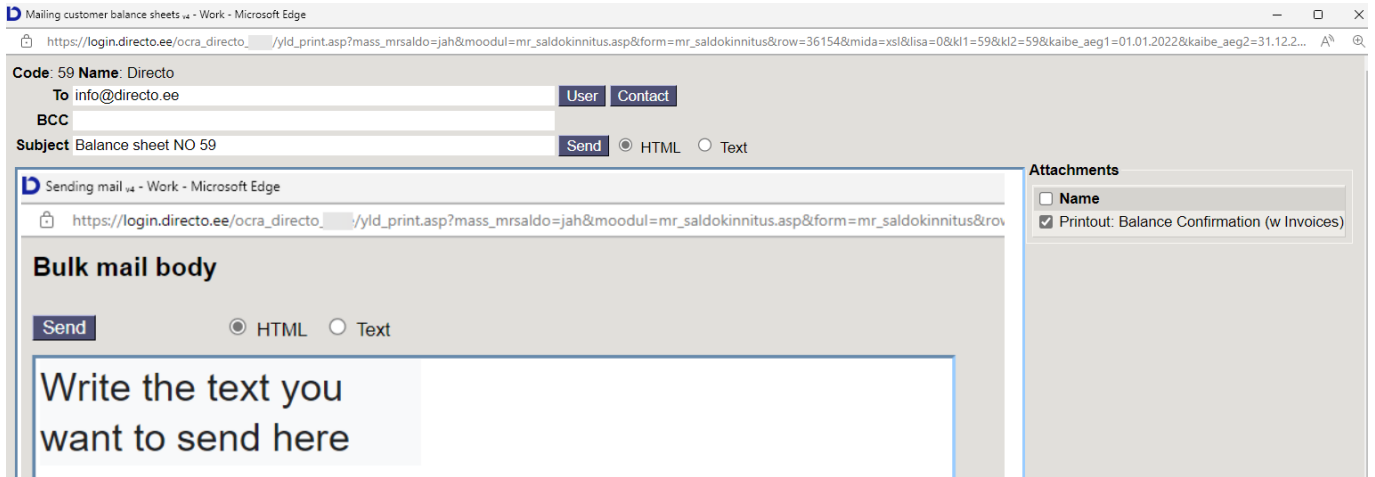 Mailing customer balance sheets v4 - Work - Microsoft Edge
https://login.directo.ee/ocra_directo_ /yld_print.asp?mass_mrsaldo=jah&moodul=mr_saldokinnitus.asp&form=mr_saldokinnitus&row=36154&mida=xsl&lisa=0&kl1=59&kl2=59&kaibe_aeg1=01.01.2022&kaibe_aeg2=31.12.2...
Code: 59 Name: Directo
To info@directo.ee User Contact
BCC
Subject Balance sheet NO 59 Send HTML Text
Attachments
Name
Printout: Balance Confirmation (w Invoices)
Sending mail v4 - Work - Microsoft Edge
https://login.directo.ee/ocra_directo_ /yld_print.asp?mass_mrsaldo=jah&moodul=mr_saldokinnitus.asp&form=mr_saldokinnitus&rov
Bulk mail body
Send HTML Text
Write the text you
want to send here